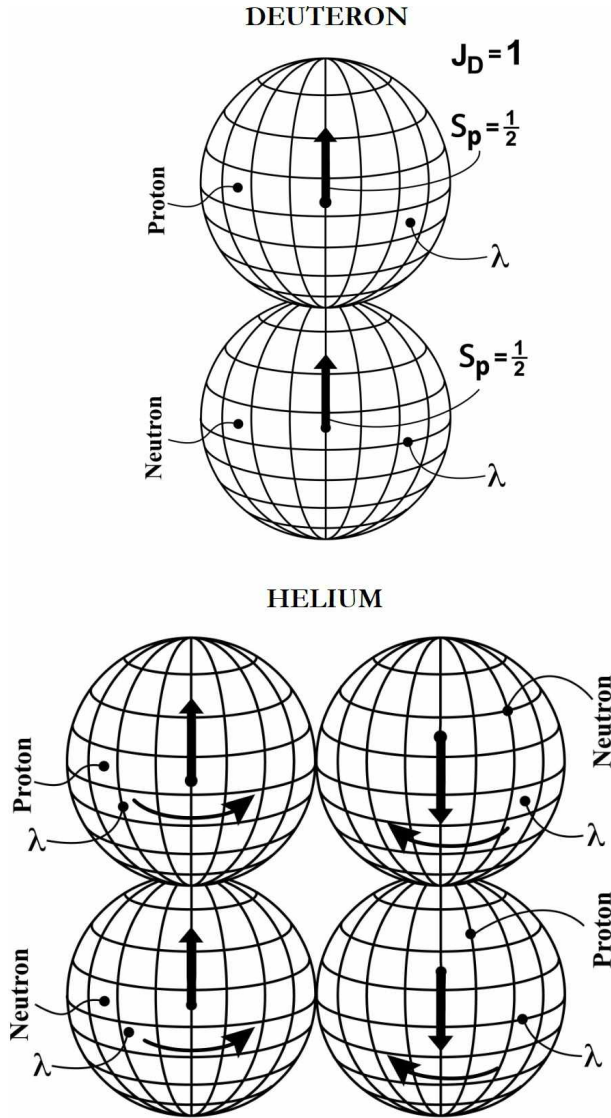 DEUTERON
J_D = 1
S_p = 1/2
Proton
λ
S_p = 1/2
Neutron
λ
HELIUM
Neutron
Proton
λ
λ
Proton
Neutron
λ
λ